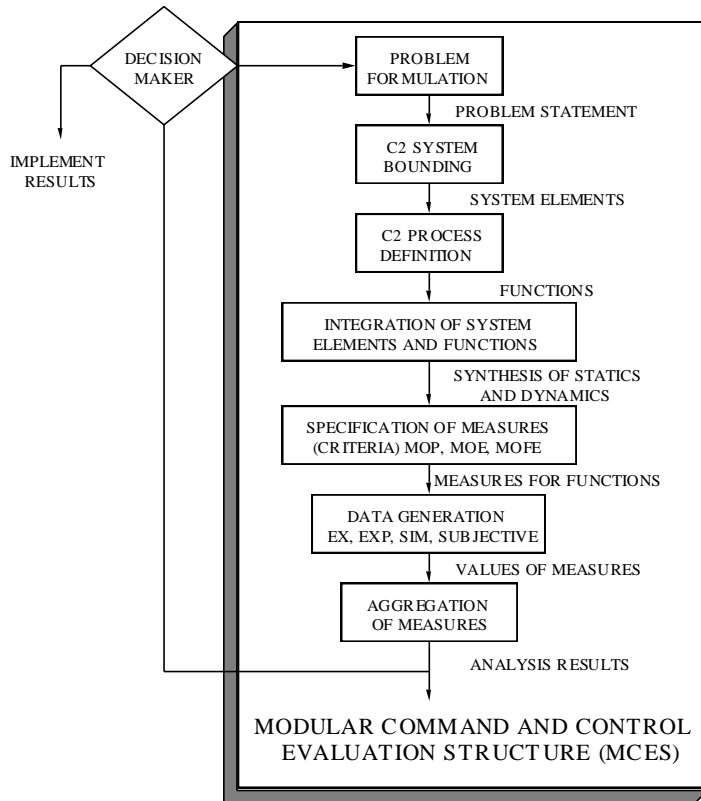 DECISION
MAKER
PROBLEM
FORMULATION
PROBLEM STATEMENT
IMPLEMENT
RESULTS
C2 SYSTEM
BOUNDING
SYSTEM ELEMENTS
C2 PROCESS
DEFINITION
FUNCTIONS
INTEGRATION OF SYSTEM
ELEMENTS AND FUNCTIONS
SYNTHESIS OF STATICS
AND DYNAMICS
SPECIFICATION OF MEASURES
(CRITERIA) MOP, MOE, MOFE
MEASURES FOR FUNCTIONS
DATA GENERATION
EX, EXP, SIM, SUBJECTIVE
VALUES OF MEASURES
AGGREGATION
OF MEASURES
ANALYSIS RESULTS
MODULAR COMMAND AND CONTROL
EVALUATION STRUCTURE (MCES)